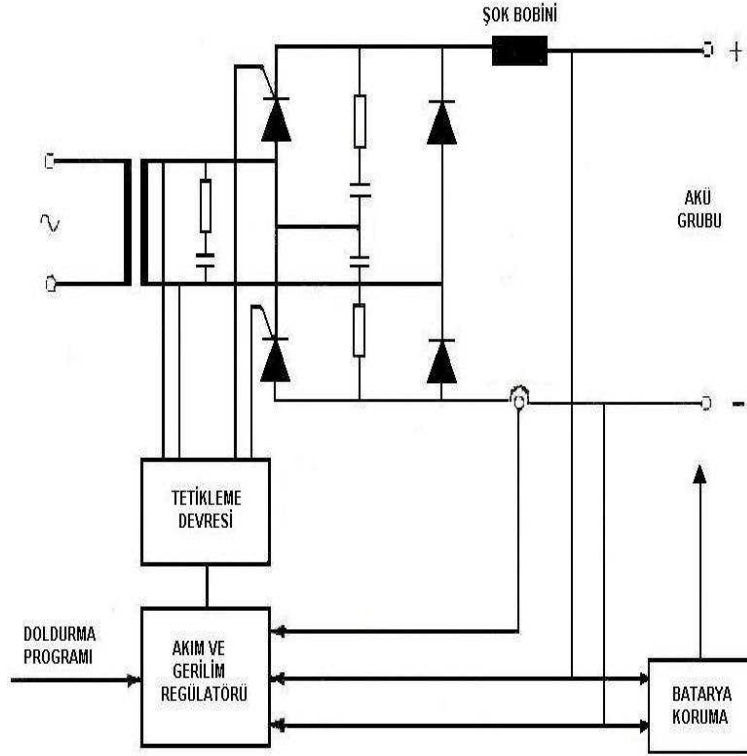 ŞOK BOBİNİ
+
AKÜ
GRUBU
-
TETİKLEME
DEVRESİ
DOLDURMA
PROGRAMI
AKIM VE
GERİLİM
REGÜLATÖRÜ
BATARYA
KORUMA